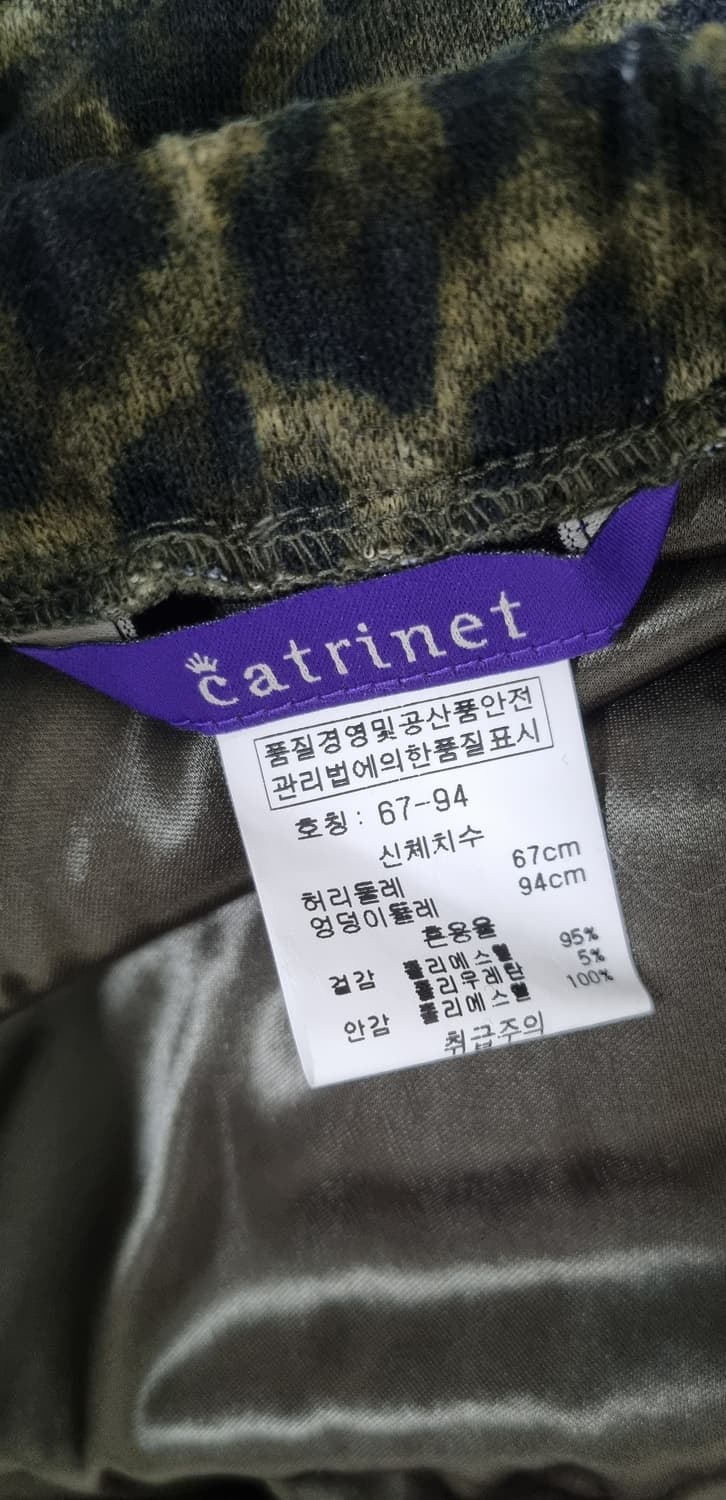 catrinet
품질경영및공산품안전
관리법에의한품질표시
호칭 : 67-94
신체치수
허리둘레 67cm
엉덩이둘레 94cm
혼용율
겉감 폴리에스텔 95%
폴리우레탄 5%
안감 폴리에스텔 100%
취급주의